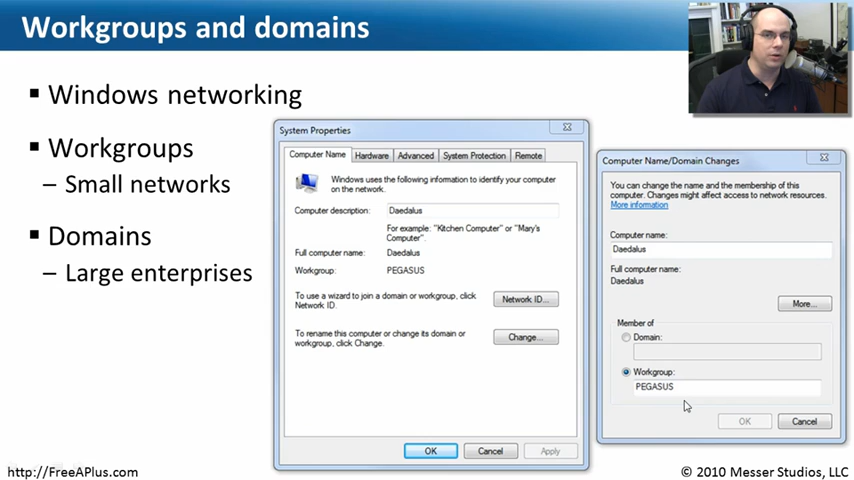 Workgroups and domains
▪ Windows networking
▪ Workgroups
– Small networks
▪ Domains
– Large enterprises
System Properties
Computer Name
Hardware
Advanced
System Protection
Remote
Windows uses the following information to identify your computer
on the network.
Computer description:
Daedalus
For example: "Kitchen Computer" or "Mary's
Computer".
Full computer name:
Daedalus
Workgroup:
PEGASUS
To use a wizard to join a domain or workgroup, click
Network ID.
Network ID...
To rename this computer or change its domain or
workgroup, click Change.
Change...
OK
Cancel
Apply
Computer Name/Domain Changes
You can change the name and the membership of this
computer. Changes might affect access to network resources.
More information
Computer name:
Daedalus
Full computer name:
Daedalus
More...
Member of
Domain:
Workgroup:
PEGASUS
OK
Cancel
http://FreeAPlus.com
© 2010 Messer Studios, LLC